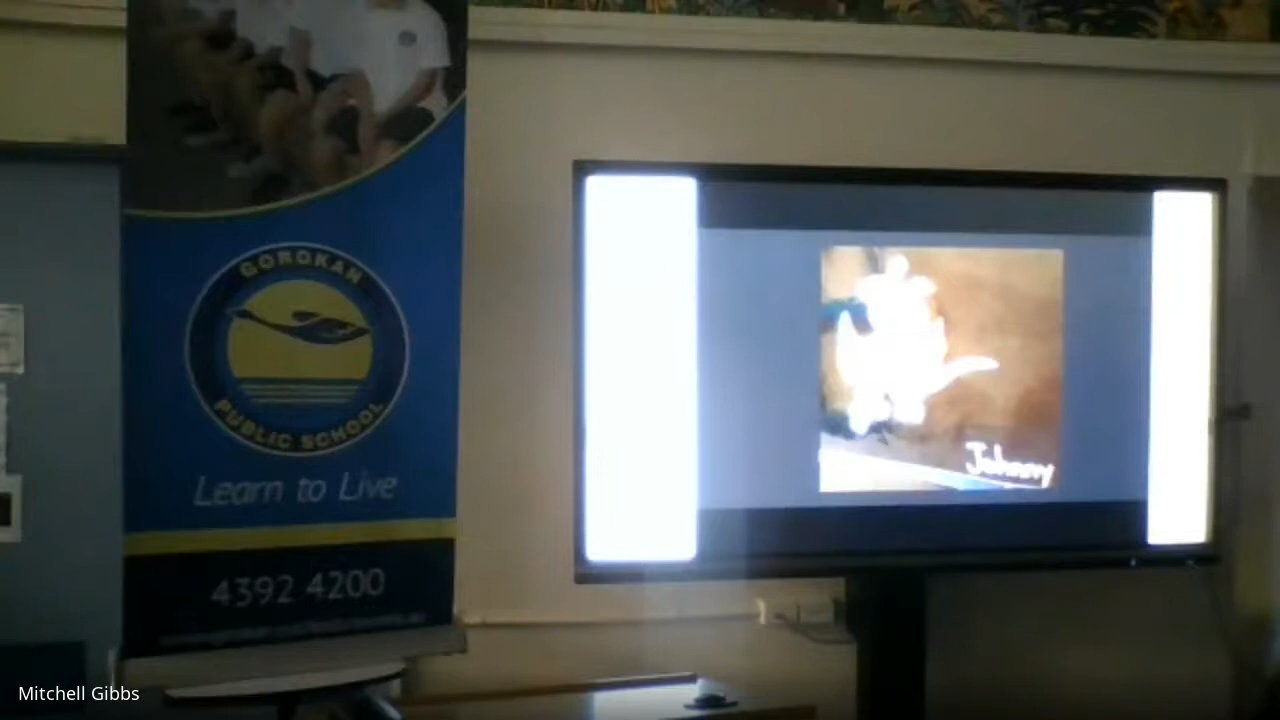 GOROKAN
PUBLIC SCHOOL
Learn to Live
4392 4200
Johnny
Mitchell Gibbs